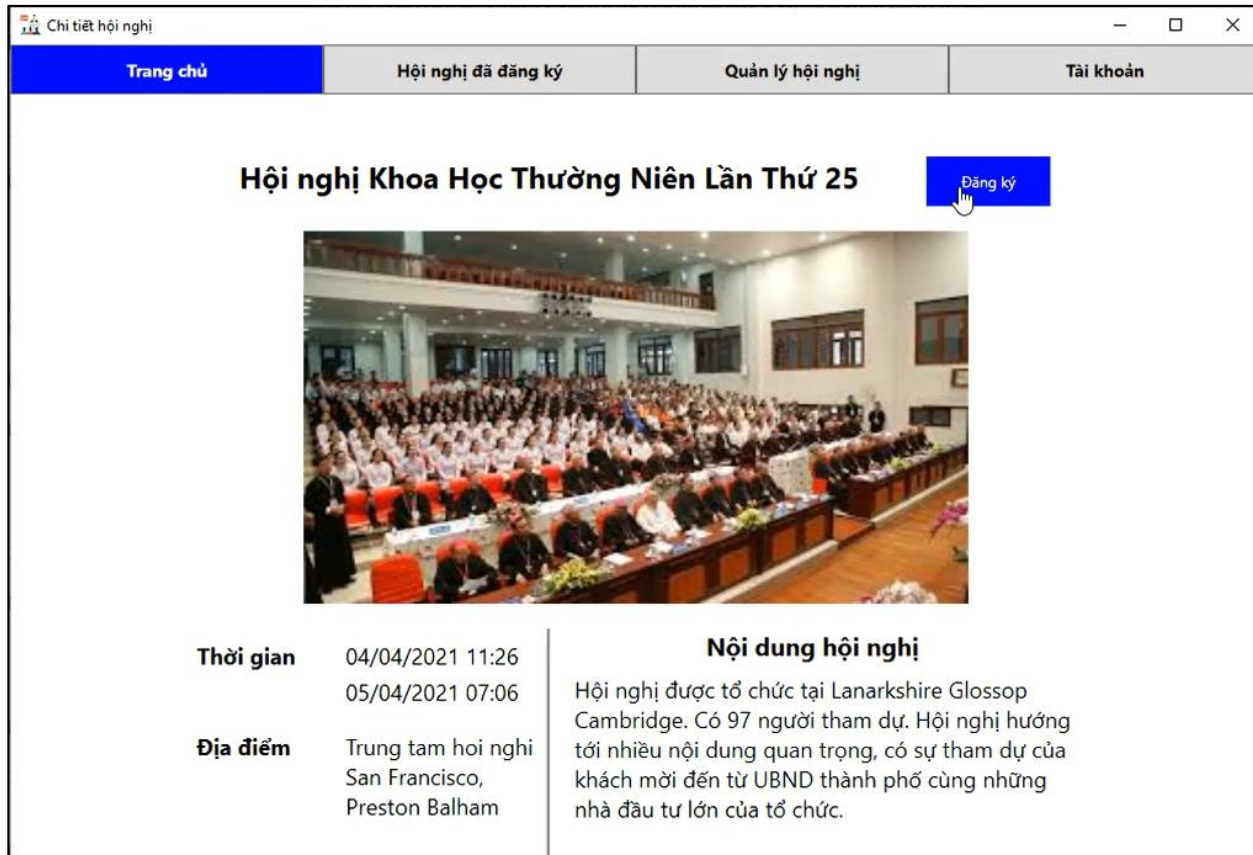 Chi tiết hội nghị
Trang chủ
Hội nghị đã đăng ký
Quản lý hội nghị
Tài khoản
Hội nghị Khoa Học Thường Niên Lần Thứ 25
Đăng ký
Thời gian
04/04/2021 11:26
05/04/2021 07:06
Địa điểm
Trung tam hoi nghi
San Francisco,
Preston Balham
Nội dung hội nghị
Hội nghị được tổ chức tại Lanarkshire Glossop
Cambridge. Có 97 người tham dự. Hội nghị hướng
tới nhiều nội dung quan trọng, có sự tham dự của
khách mời đến từ UBND thành phố cùng những
nhà đầu tư lớn của tổ chức.